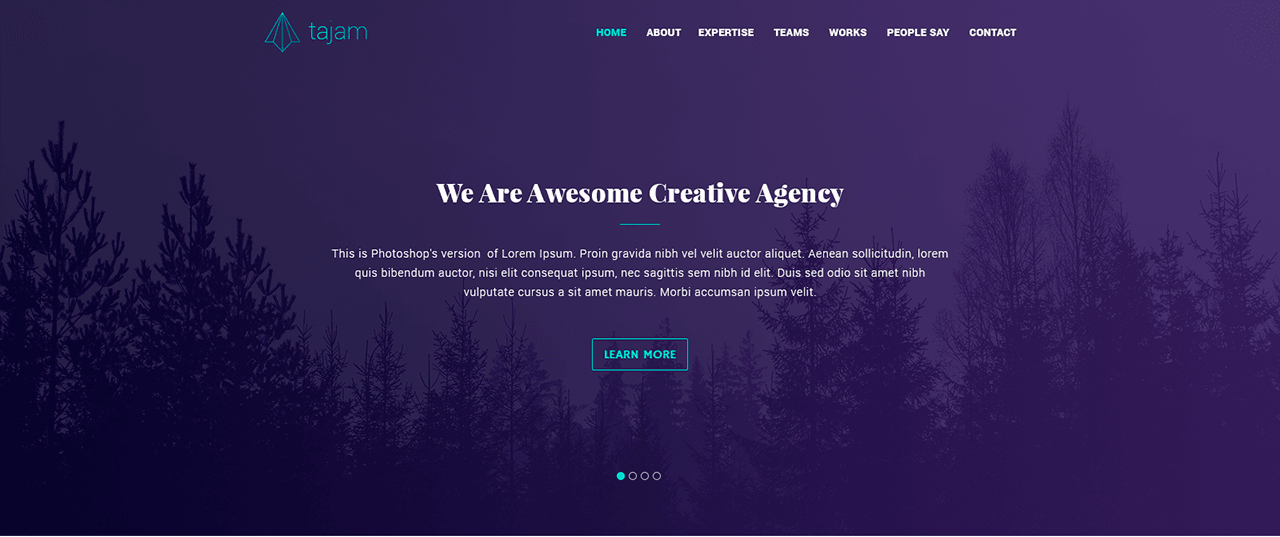 tajam
HOME ABOUT EXPERTISE TEAMS WORKS PEOPLE SAY CONTACT
We Are Awesome Creative Agency
This is Photoshop's version  of Lorem Ipsum. Proin gravida nibh vel velit auctor aliquet. Aenean sollicitudin, lorem
quis bibendum auctor, nisi elit consequat ipsum, nec sagittis sem nibh id elit. Duis sed odio sit amet nibh
vulputate cursus a sit amet mauris. Morbi accumsan ipsum velit.
LEARN MORE